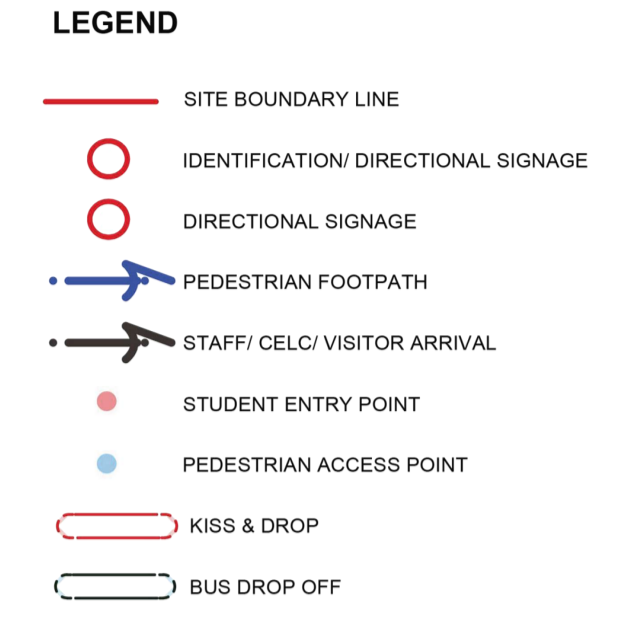 LEGEND
SITE BOUNDARY LINE
IDENTIFICATION/ DIRECTIONAL SIGNAGE
DIRECTIONAL SIGNAGE
PEDESTRIAN FOOTPATH
STAFF/ CELC/ VISITOR ARRIVAL
STUDENT ENTRY POINT
PEDESTRIAN ACCESS POINT
KISS & DROP
BUS DROP OFF